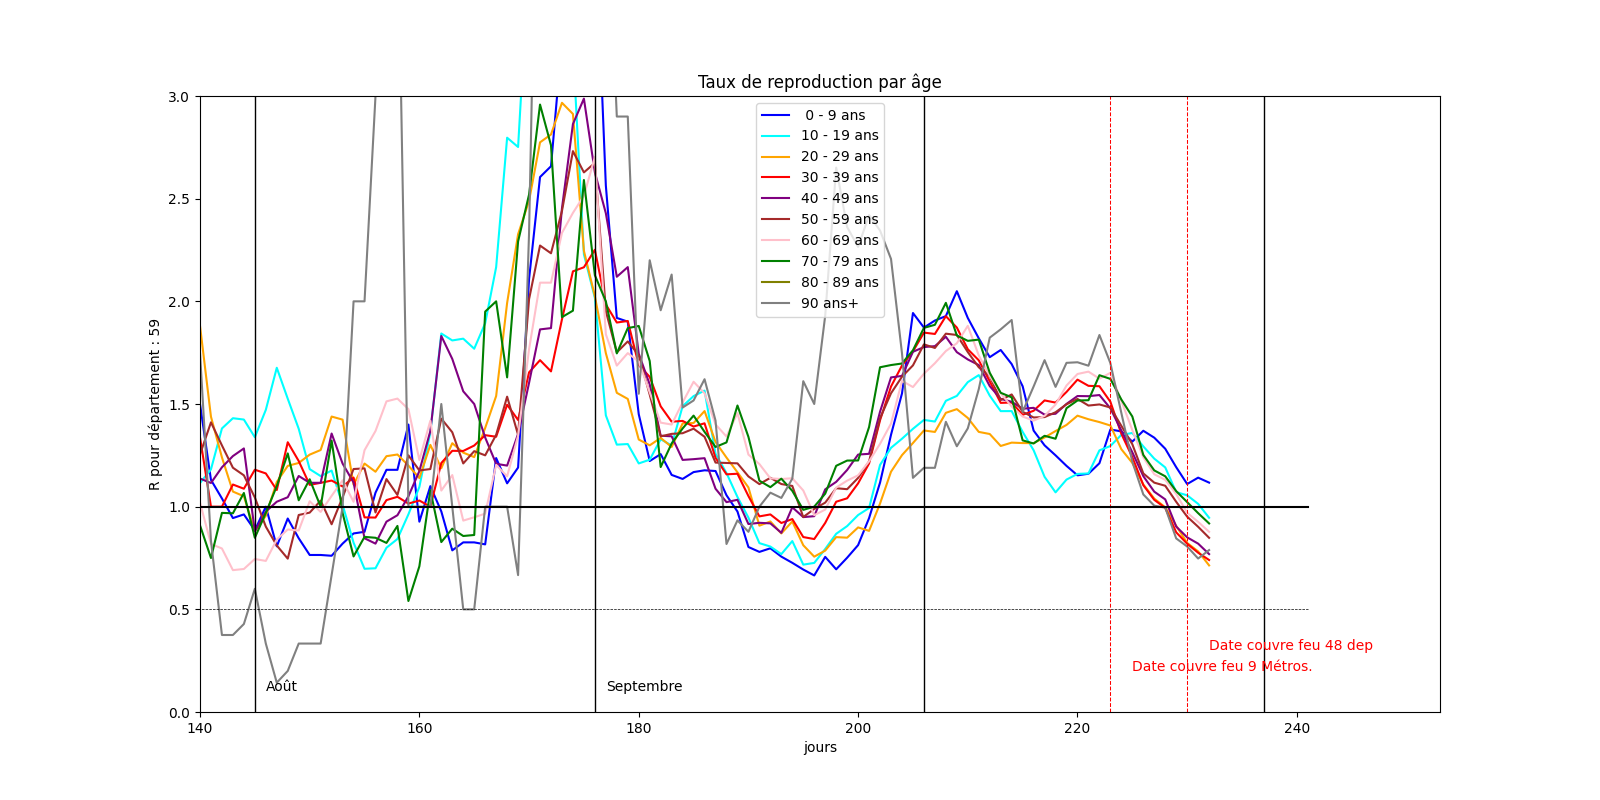 Taux de reproduction par âge
3.0
2.5
2.0
1.5
1.0
0.5
0.0
R pour département : 59
0 - 9 ans
10 - 19 ans
20 - 29 ans
30 - 39 ans
40 - 49 ans
50 - 59 ans
60 - 69 ans
70 - 79 ans
80 - 89 ans
90 ans+
Date couvre feu 48 dep
Date couvre feu 9 Métros.
Août
Septembre
140
160
180
200
220
240
jours